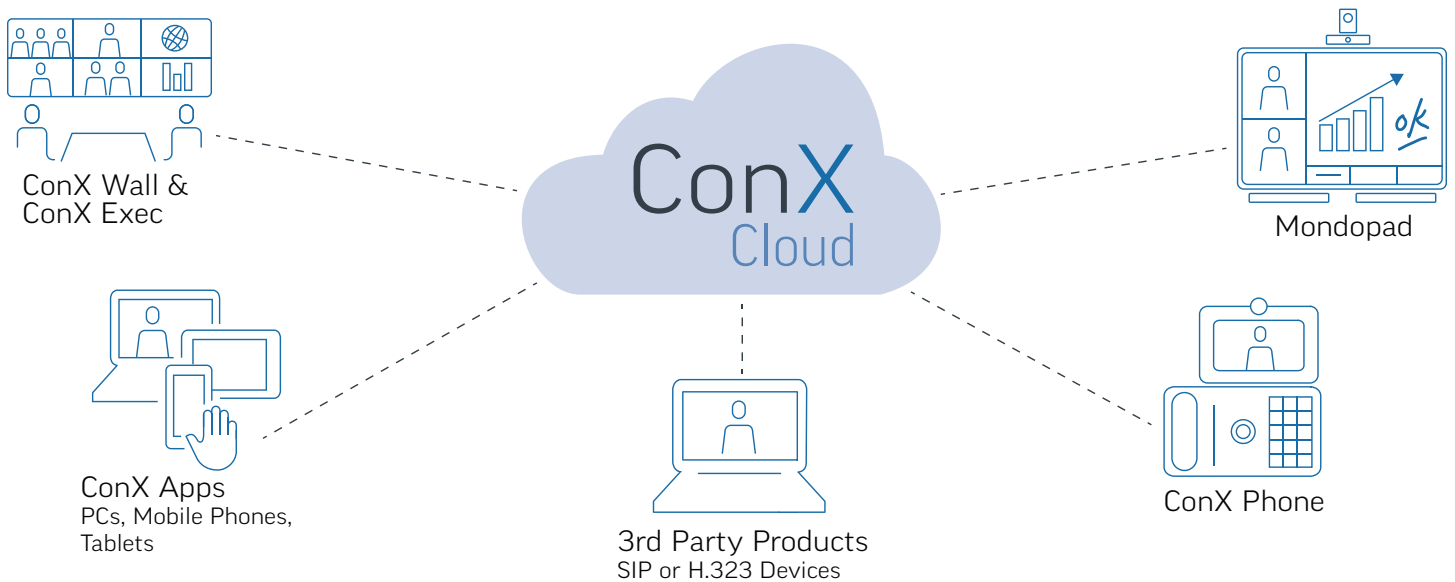 ConX
Cloud
ConX Wall &
ConX Exec
ok
Mondopad
ConX Apps
PCs, Mobile Phones,
Tablets
3rd Party Products
SIP or H.323 Devices
ConX Phone